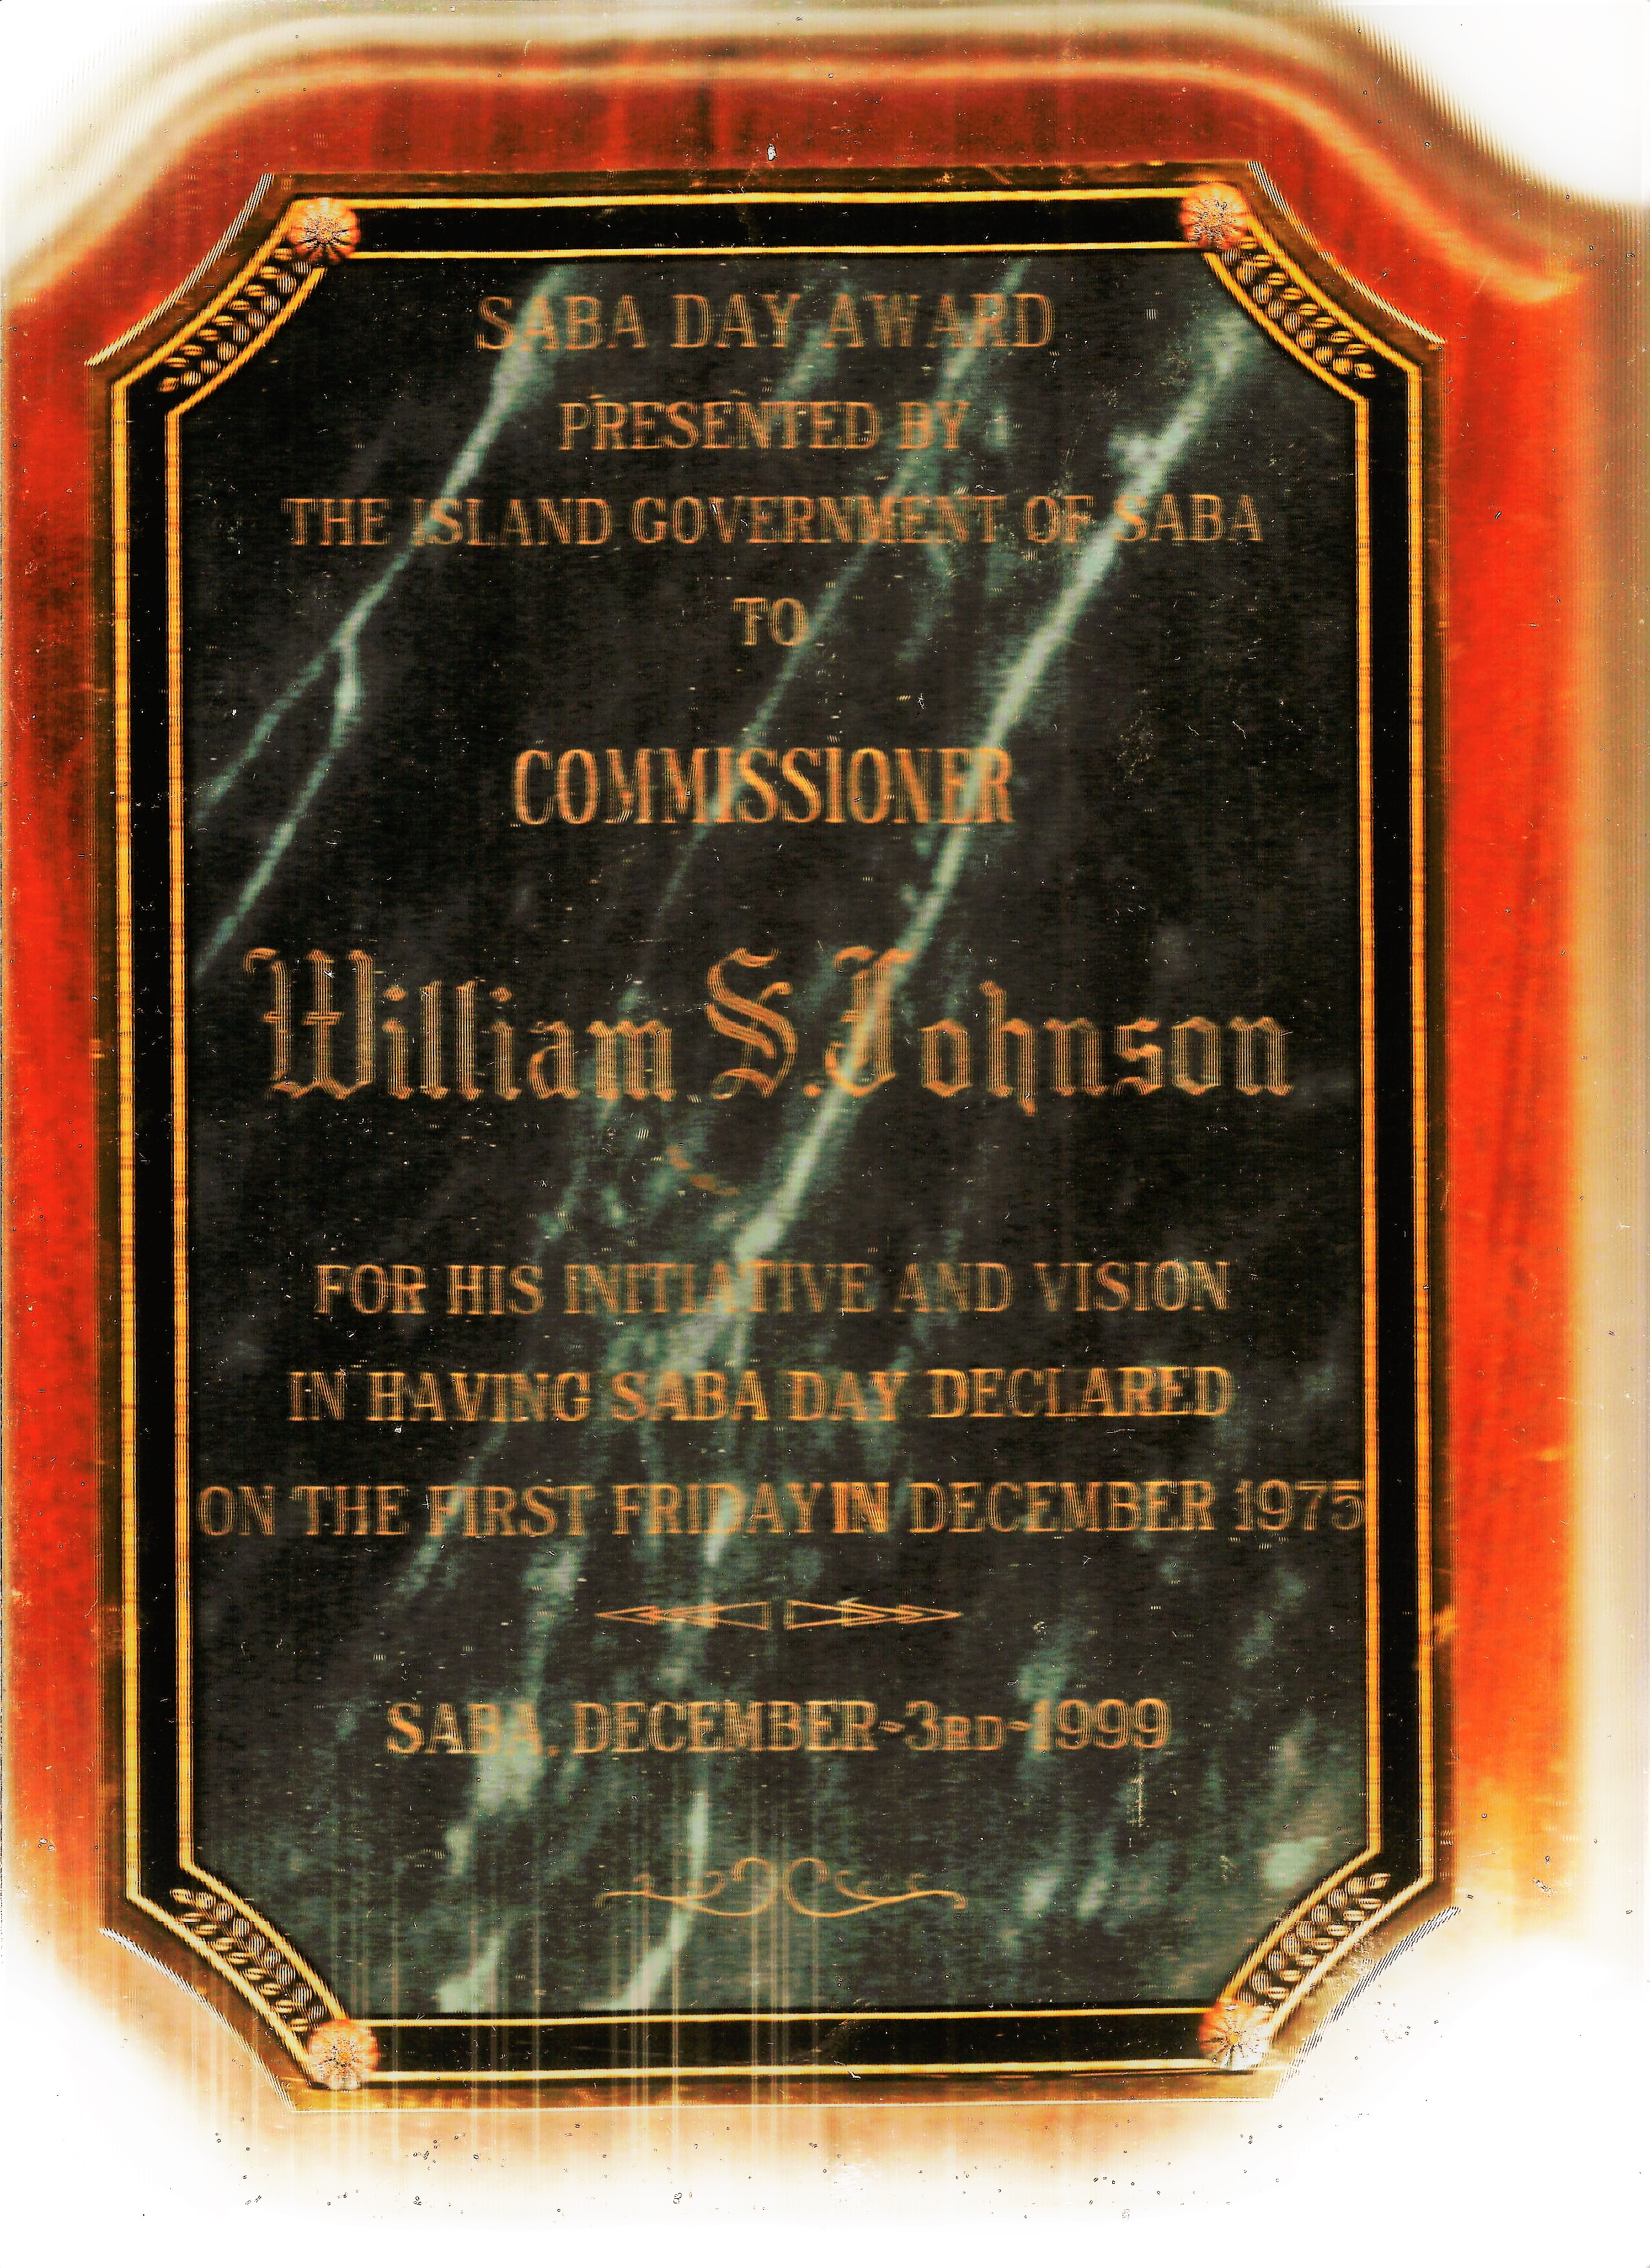 SABA DAY AWARD
PRESENTED BY
THE ISLAND GOVERNMENT OF SABA
TO
COMMISSIONER
William S. Johnson
FOR HIS INITIATIVE AND VISION
IN HAVING SABA DAY DECLARED
ON THE FIRST FRIDAY IN DECEMBER 1975
SABA, DECEMBER-3RD-1999